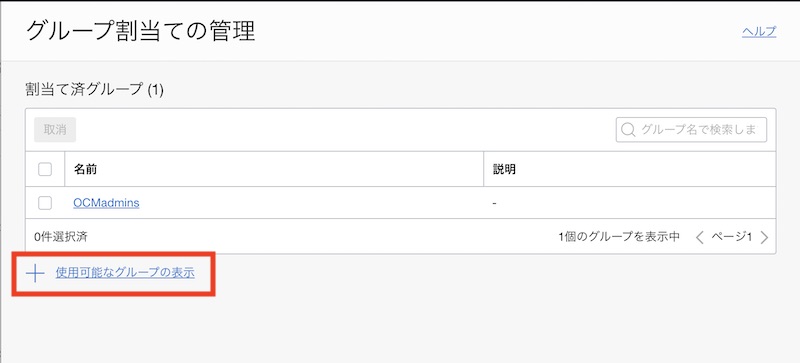 グループ割当ての管理
ヘルプ
割当て済グループ (1)
取消
グループ名で検索しま
名前 説明
OCMadmins -
0件選択済 1個のグループを表示中 ページ1
使用可能なグループの表示